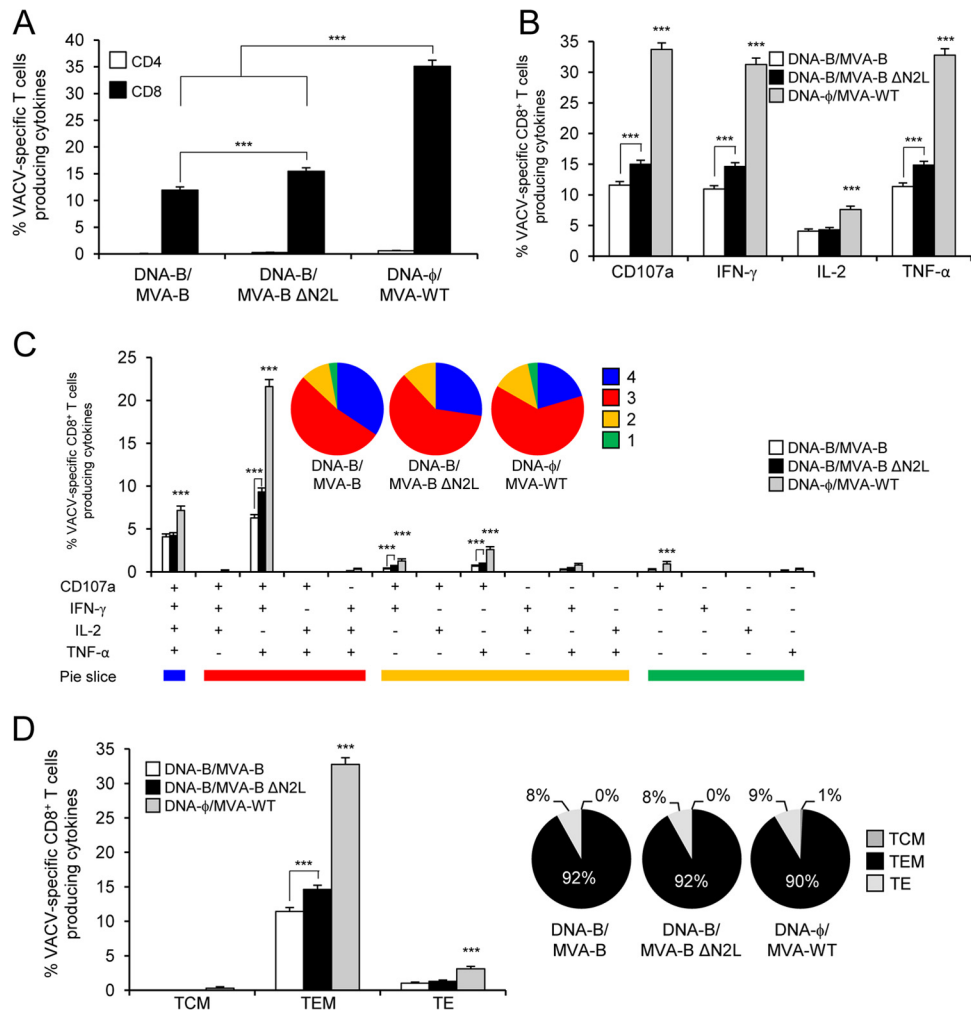 A
% VACV-specific T cells
producing cytokines
40
35
30
25
20
15
10
5
0
CD4
CD8
***
***
DNA-B/
MVA-B
DNA-B/
MVA-B ΔN2L
DNA-ϕ/
MVA-WT
B
% VACV-specific CD8+ T cells
producing cytokines
35
30
25
20
15
10
5
0
DNA-B/MVA-B
DNA-B/MVA-B ΔN2L
DNA-ϕ/MVA-WT
*** *** *** ***
*** *** ***
CD107a IFN-γ IL-2 TNF-α
C
% VACV-specific CD8+ T cells
producing cytokines
25
20
15
10
5
0
*** *** *** *** *** *** *** ***
DNA-B/
MVA-B
DNA-B/
MVA-B ΔN2L
DNA-ϕ/
MVA-WT
4
3
2
1
DNA-B/MVA-B
DNA-B/MVA-B ΔN2L
DNA-ϕ/MVA-WT
CD107a + + + + - + + + - - - + - - -
IFN-γ + + + - + + - - + + - - + - -
IL-2 + + - + + - + - + - + - - + -
TNF-α + - + + + - - + - + + - - - +
Pie slice
D
% VACV-specific CD8+ T cells
producing cytokines
35
30
25
20
15
10
5
0
DNA-B/MVA-B
DNA-B/MVA-B ΔN2L
DNA-ϕ/MVA-WT
***
***
***
TCM TEM TE
8% 0%
92%
DNA-B/
MVA-B
8% 0%
92%
DNA-B/
MVA-B ΔN2L
9% 1%
90%
DNA-ϕ/
MVA-WT
TCM
TEM
TE